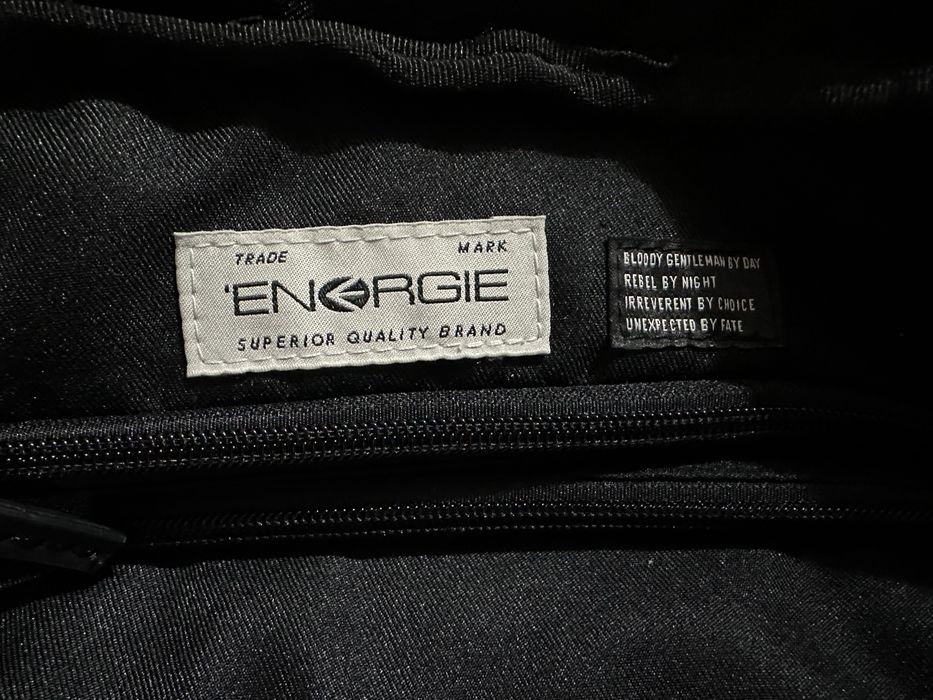 TRADE MARK
'ENERGIE
SUPERIOR QUALITY BRAND
BLOODY GENTLEMAN BY DAY
REBEL BY NIGHT
IRREVERENT BY CHOICE
UNEXPECTED BY FATE